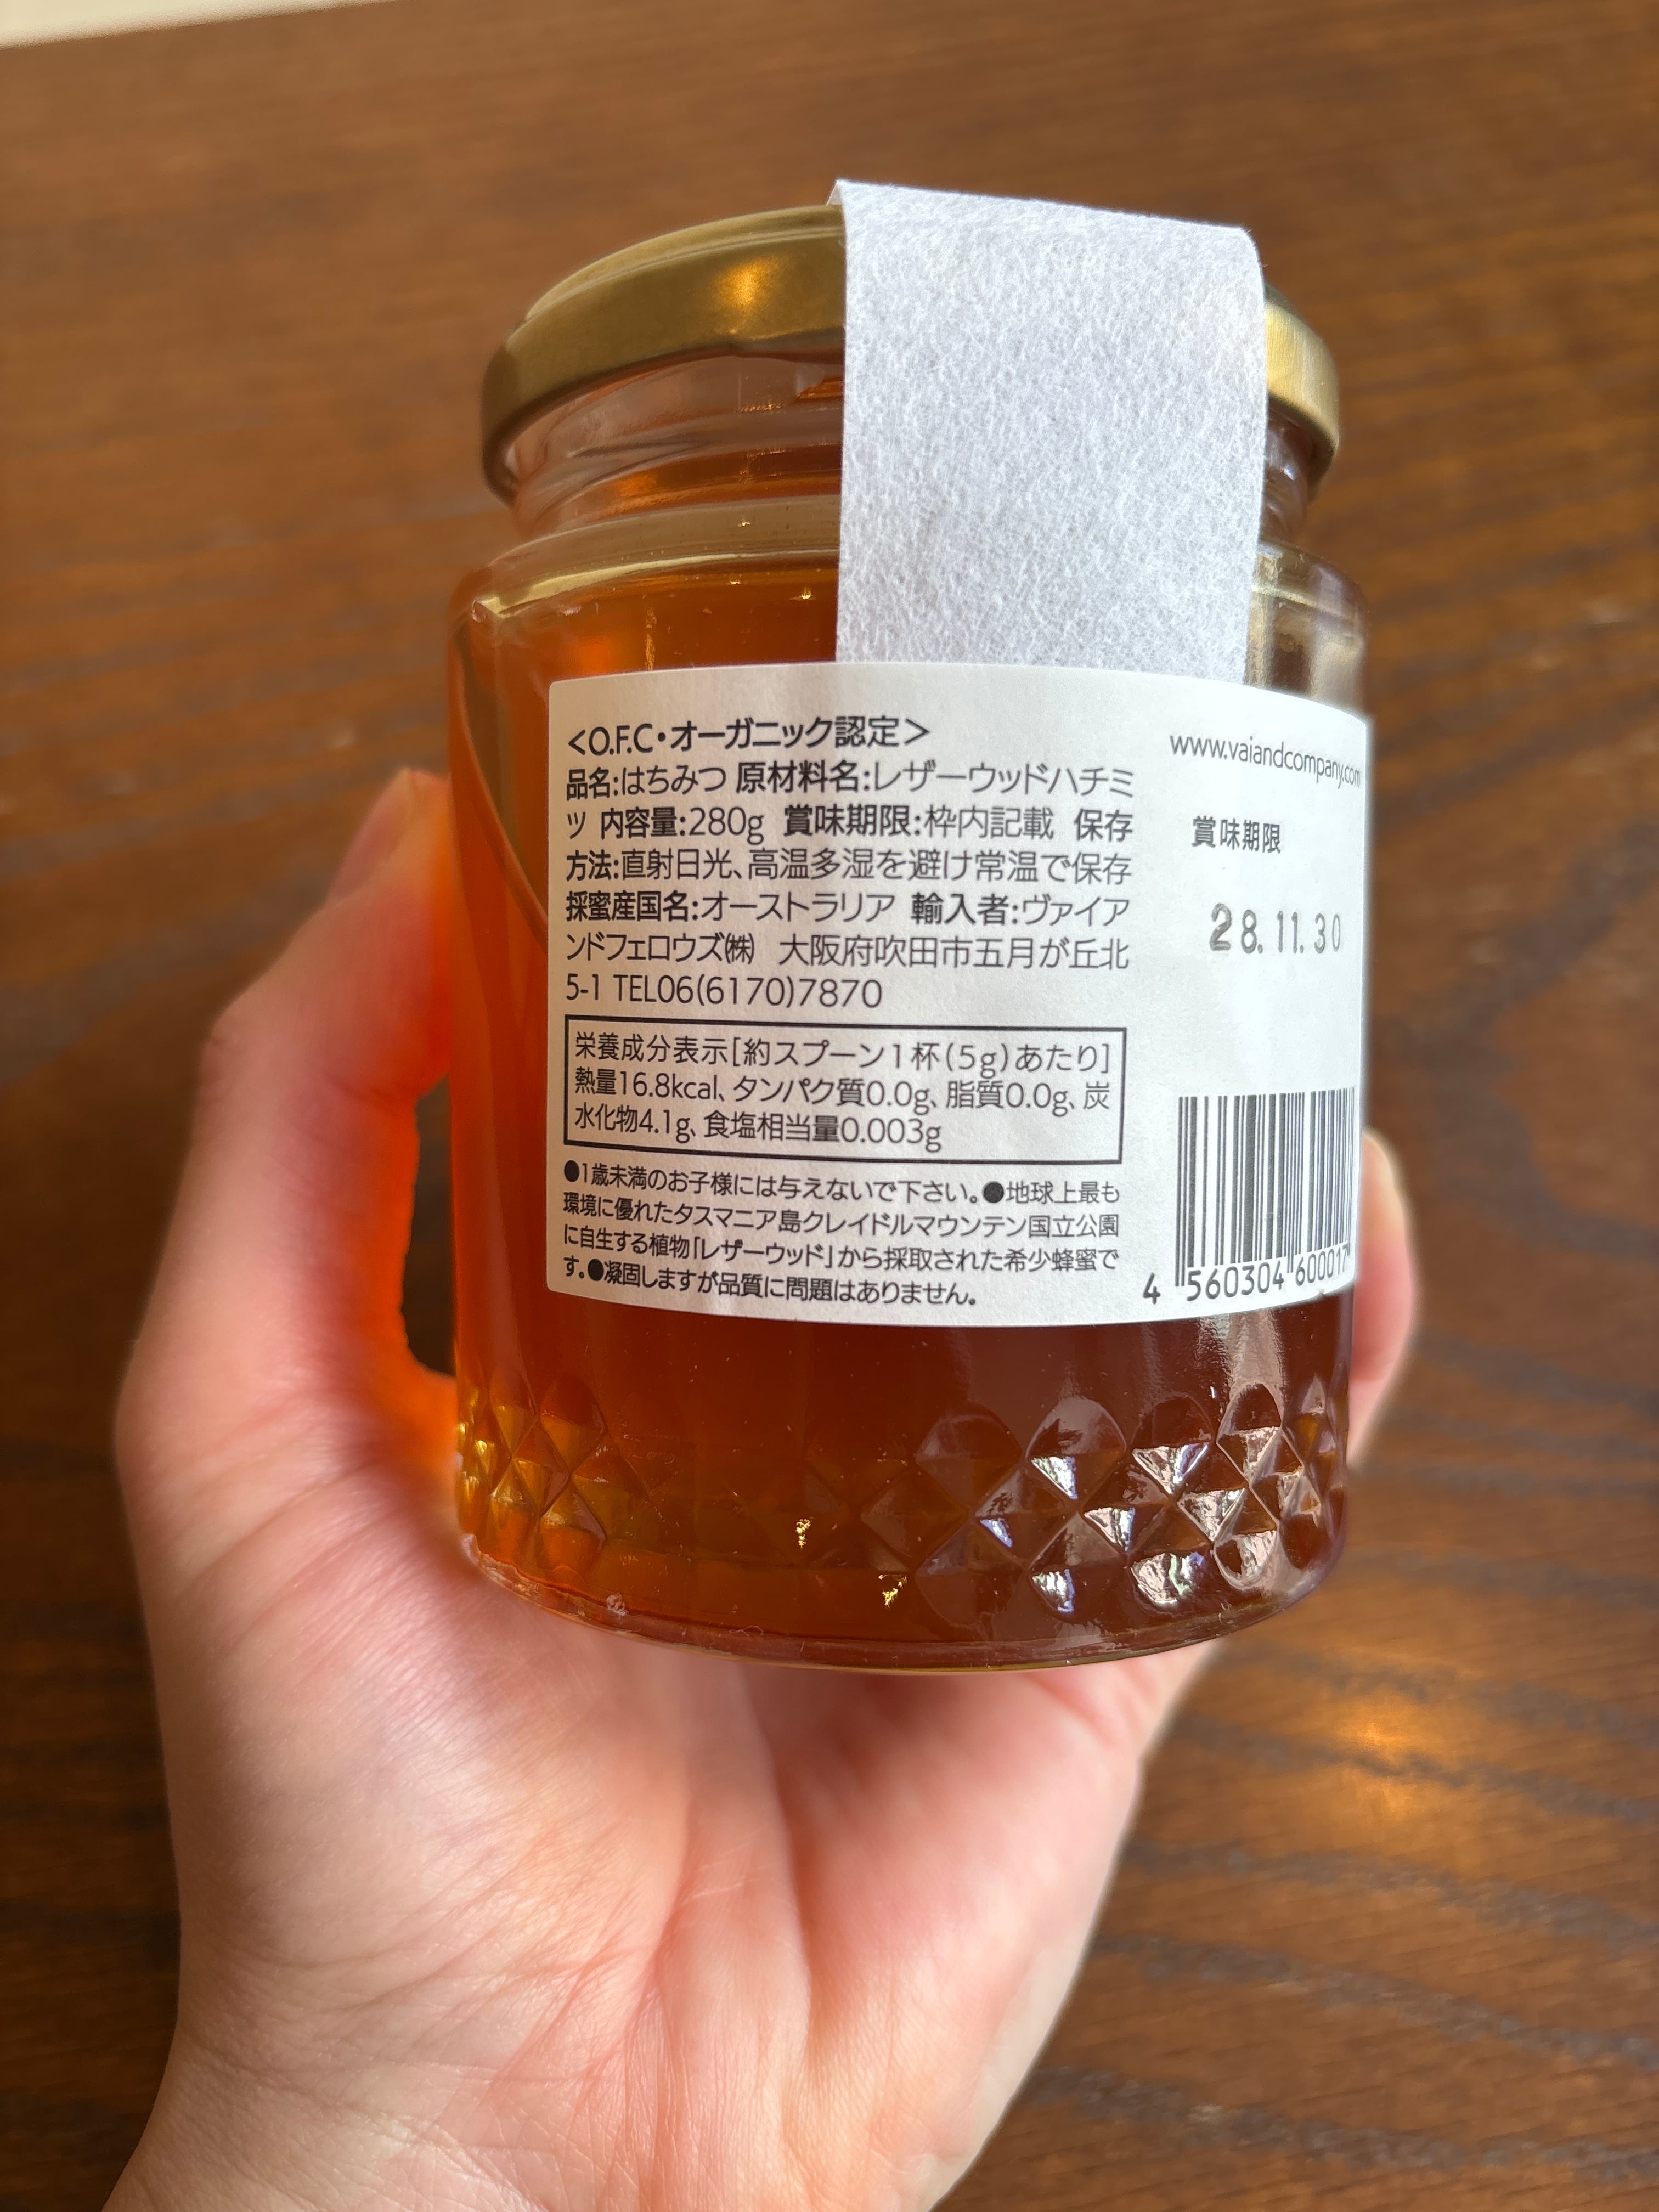 <O.F.C・オーガニック認定>
品名:はちみつ 原材料名:レザーウッドハチミ
ツ 内容量:280g 賞味期限:枠内記載 保存
方法:直射日光、高温多湿を避け常温で保存
採蜜産国名:オーストラリア 輸入者:ヴァイア
ンドフェロウズ㈱ 大阪府吹田市五月が丘北
5-1 TEL06(6170)7870
栄養成分表示[約スプーン1杯(5g)あたり]
熱量16.8kcal、タンパク質0.0g、脂質0.0g、炭
水化物4.1g、食塩相当量0.003g
●1歳未満のお子様には与えないで下さい。●地球上最も
環境に優れたタスマニア島クレイドルマウンテン国立公園
に自生する植物「レザーウッド」から採取された希少蜂蜜で
す。●凝固しますが品質に問題はありません。
www.vaiandcompany.com
賞味期限
28.11.30
4 560304 600017